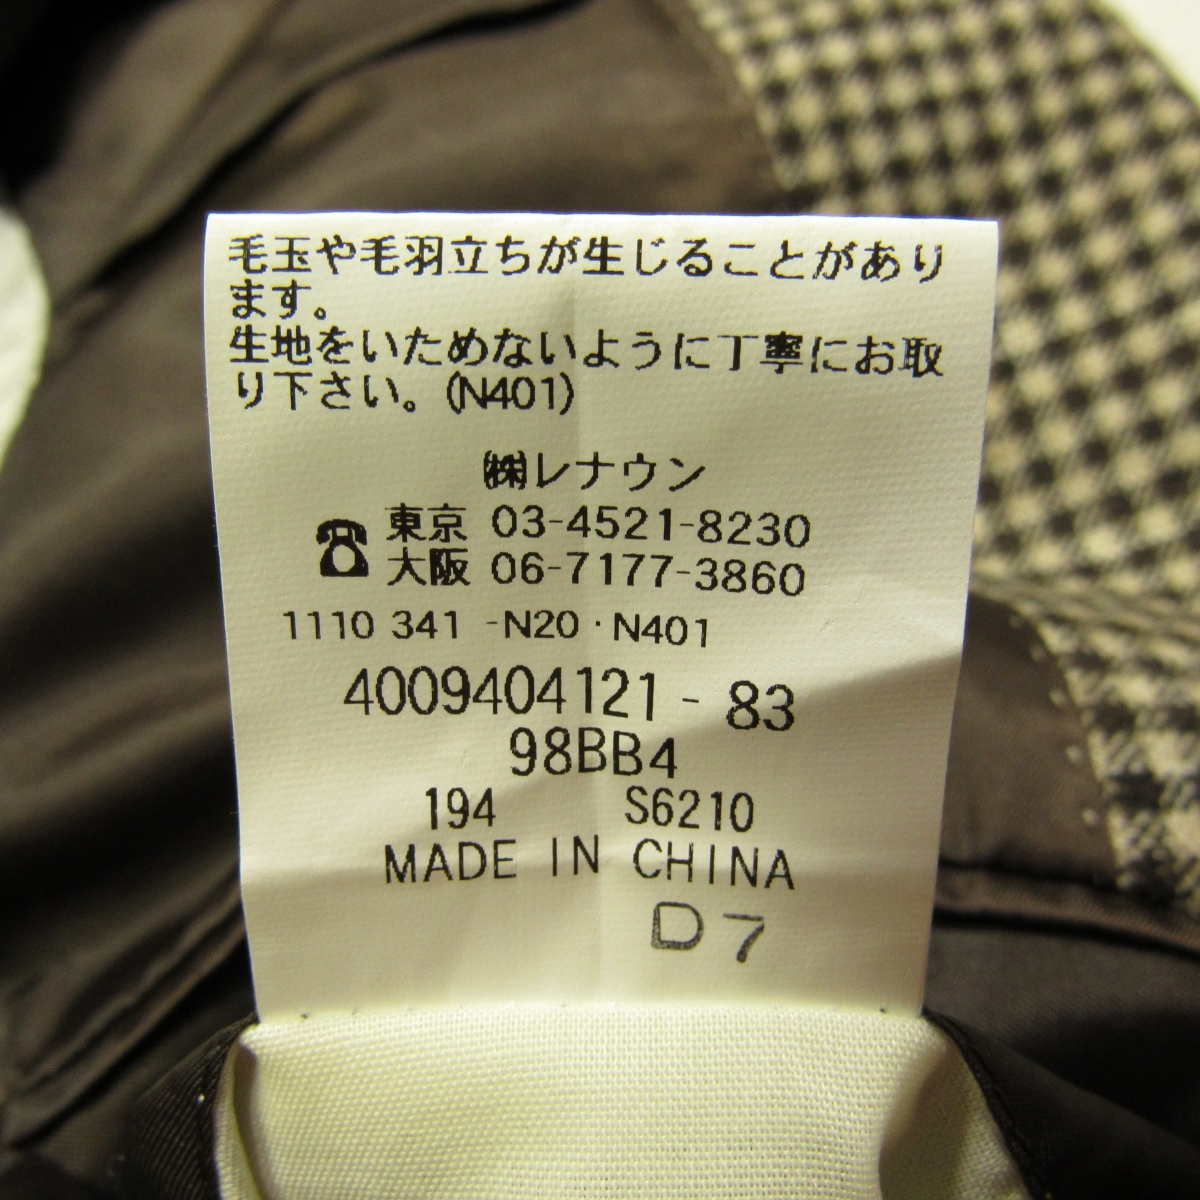 毛玉や毛羽立ちが生じることがあり
ます。
生地をいためないように丁寧にお取
り下さい。(N401)
㈱レナウン
東京 03-4521-8230
大阪 06-7177-3860
1110 341 -N20・N401
4009404121 - 83
98BB4
194 S6210
MADE IN CHINA
D7